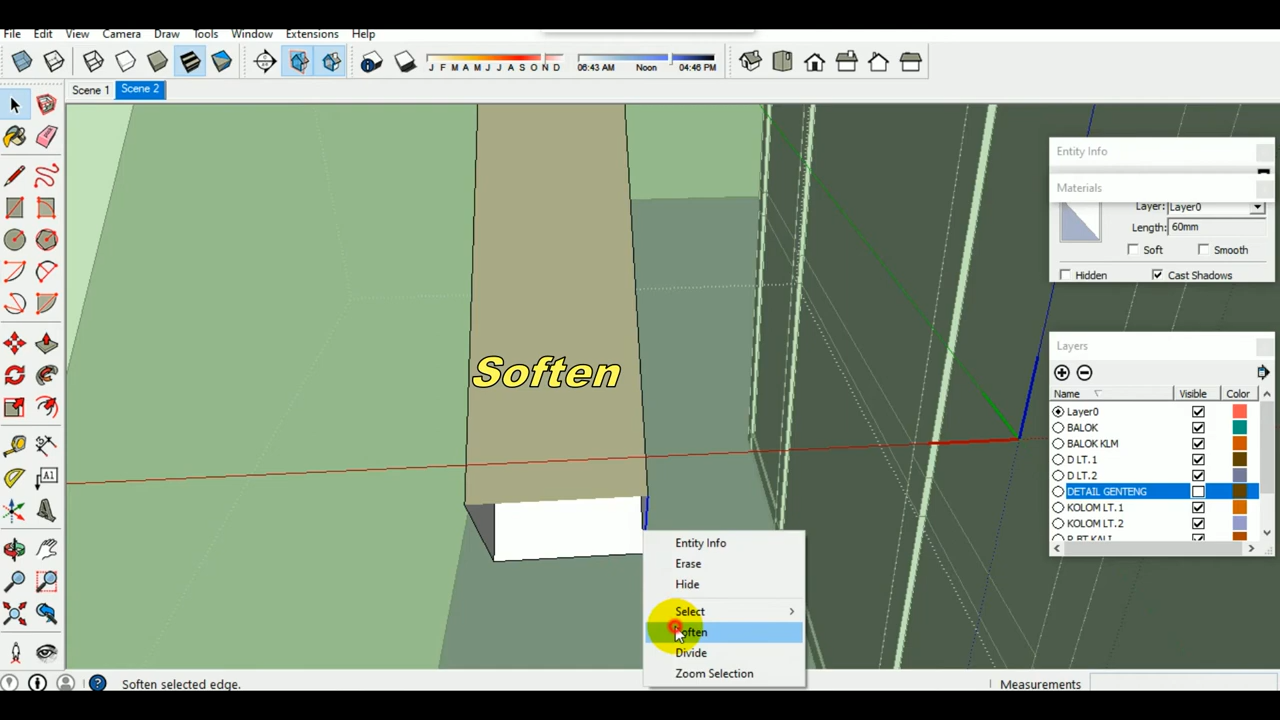 File Edit View Camera Draw Tools Window Extensions Help
J F M A M J J A S O N D
06:43 AM Noon 04:46 PM
Scene 1 Scene 2
Entity Info
Materials
Layer: Layer0
Length: 60mm
Soft Smooth
Hidden Cast Shadows
Layers
Name Visible Color
Layer0
BALOK
BALOK KLM
D LT.1
D LT.2
DETAIL GENTENG
KOLOM LT.1
KOLOM LT.2
Soften
A1
Entity Info
Erase
Hide
Select
Soften
Divide
Zoom Selection
Soften selected edge.
Measurements